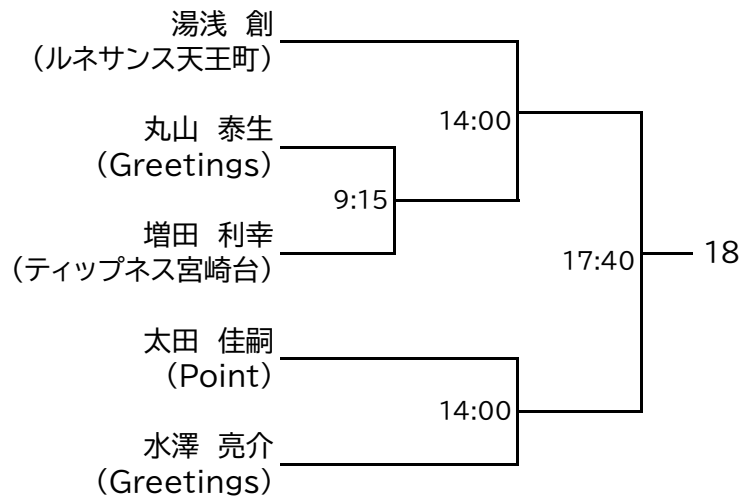 湯浅　創
（ルネサンス天王町）
14:00
丸山　泰生
（Greetings）
9:15
増田　利幸
（ティップネス宮崎台）
17:40
18
太田　佳嗣
（Point）
14:00
水澤　亮介
（Greetings）